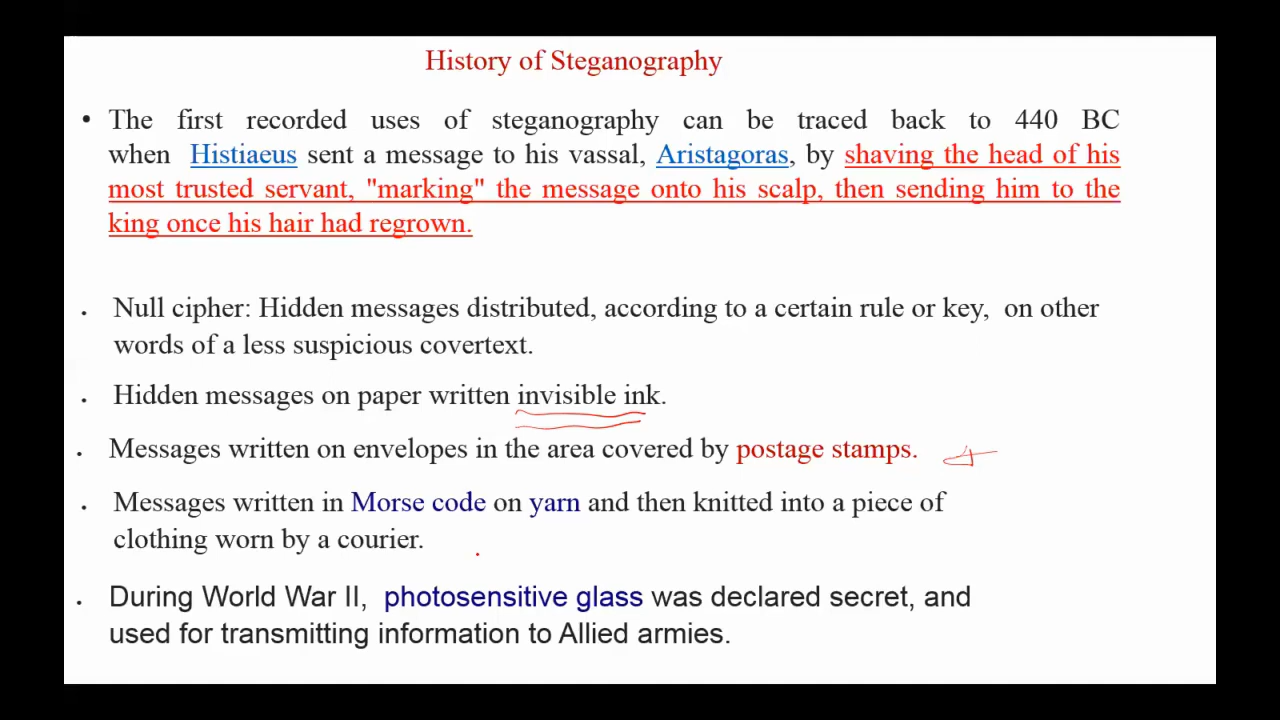 History of Steganography
• The first recorded uses of steganography can be traced back to 440 BC
when Histiaeus sent a message to his vassal, Aristagoras, by shaving the head of his
most trusted servant, "marking" the message onto his scalp, then sending him to the
king once his hair had regrown.
• Null cipher: Hidden messages distributed, according to a certain rule or key, on other
words of a less suspicious covertext.
• Hidden messages on paper written invisible ink.
• Messages written on envelopes in the area covered by postage stamps.
• Messages written in Morse code on yarn and then knitted into a piece of
clothing worn by a courier.
• During World War II, photosensitive glass was declared secret, and
used for transmitting information to Allied armies.